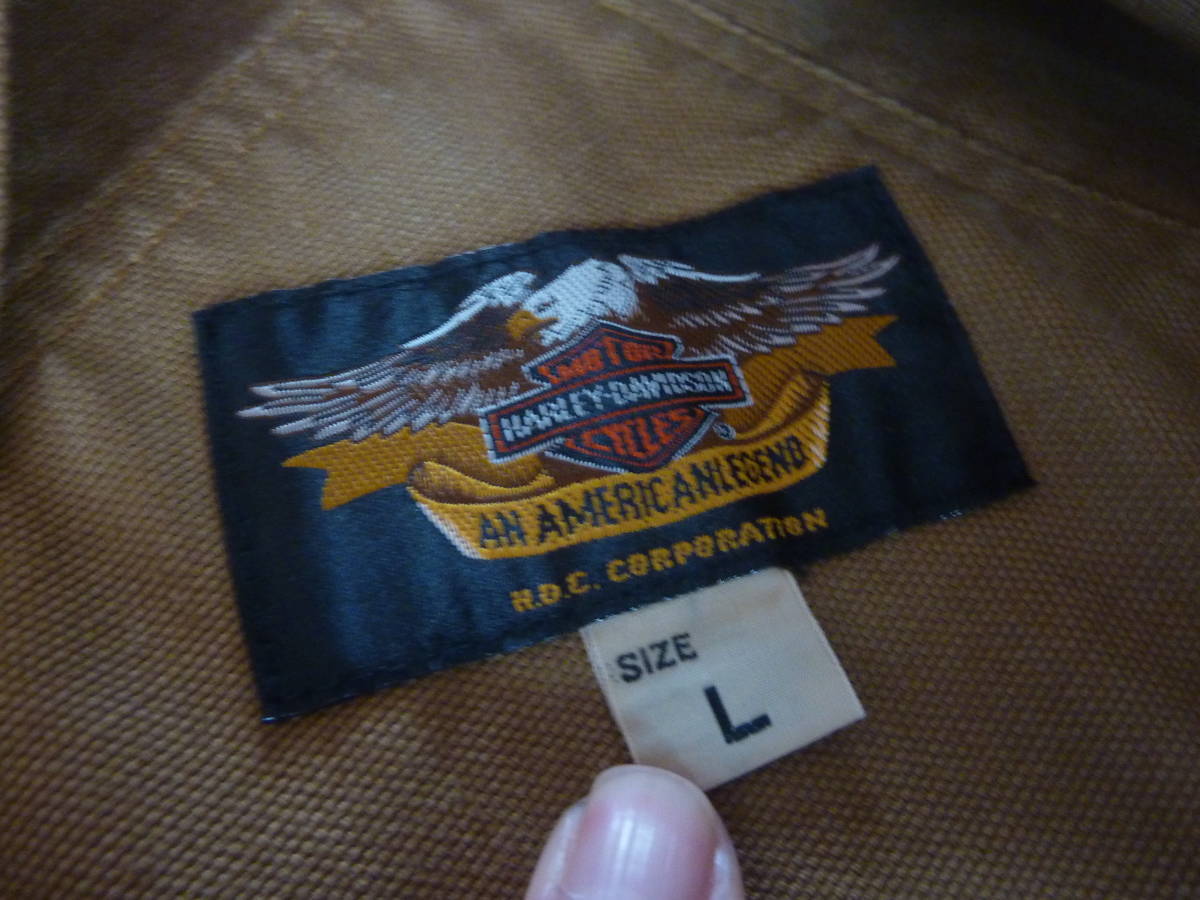 MOTOR
HARLEY-DAVIDSON
CYCLES
®
AN AMERICAN LEGEND
H.D.C. CORPORATION
SIZE
L